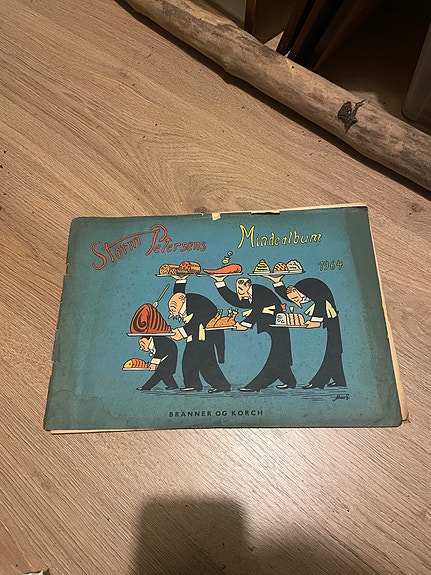 Storm Petersens
Mindealbum
1964
BRANNER OG KORCH